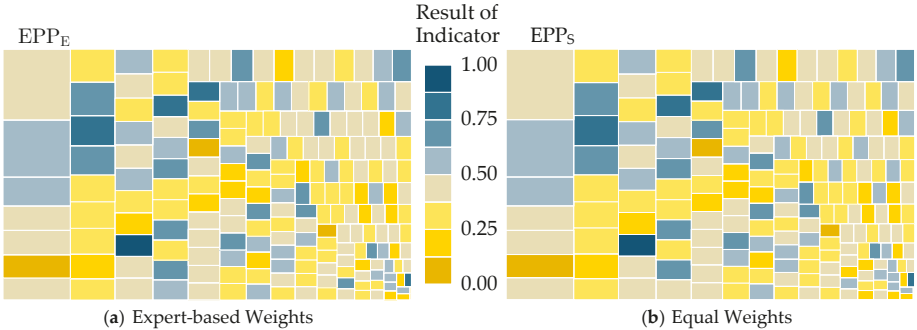 EPP_E
Result of
Indicator
1.00
0.75
0.50
0.25
0.00
EPP_S
(a) Expert-based Weights
(b) Equal Weights